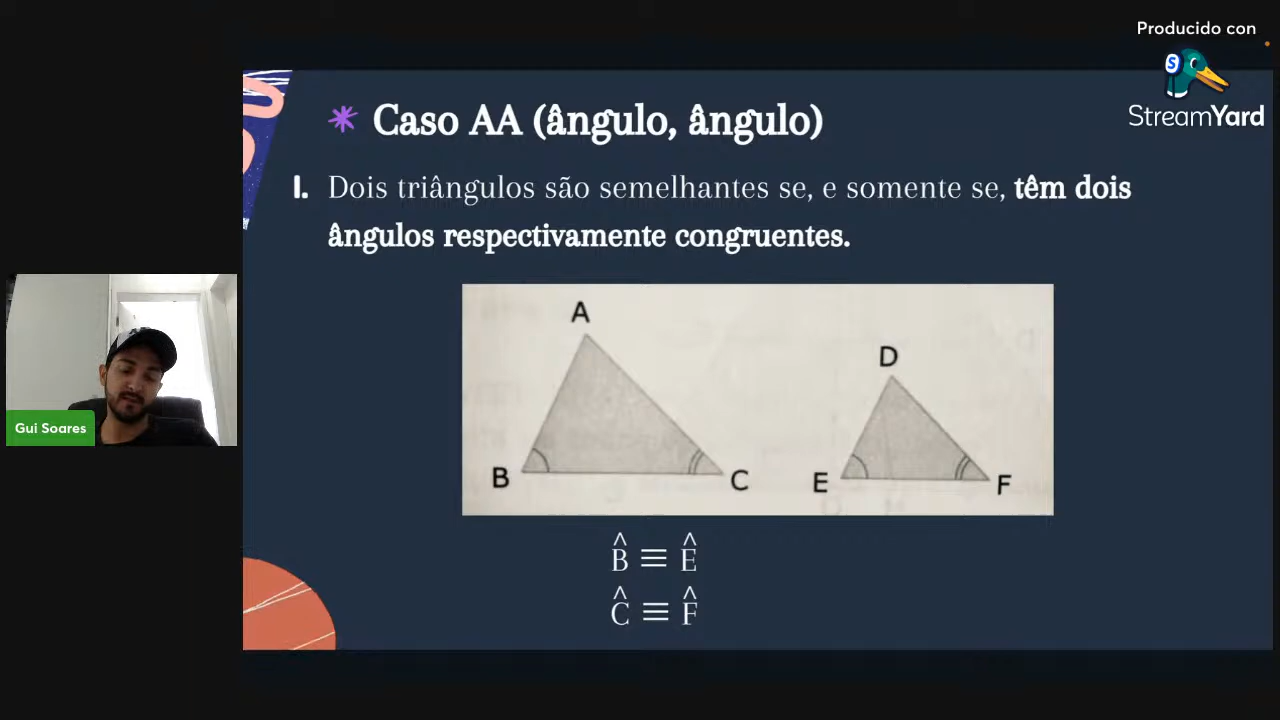 Producido con
StreamYard
Caso AA (ângulo, ângulo)
I. Dois triângulos são semelhantes se, e somente se, têm dois
ângulos respectivamente congruentes.
A
D
B
C
E
F
Gui Soares
B̂ ≡ Ê
Ĉ ≡ F̂